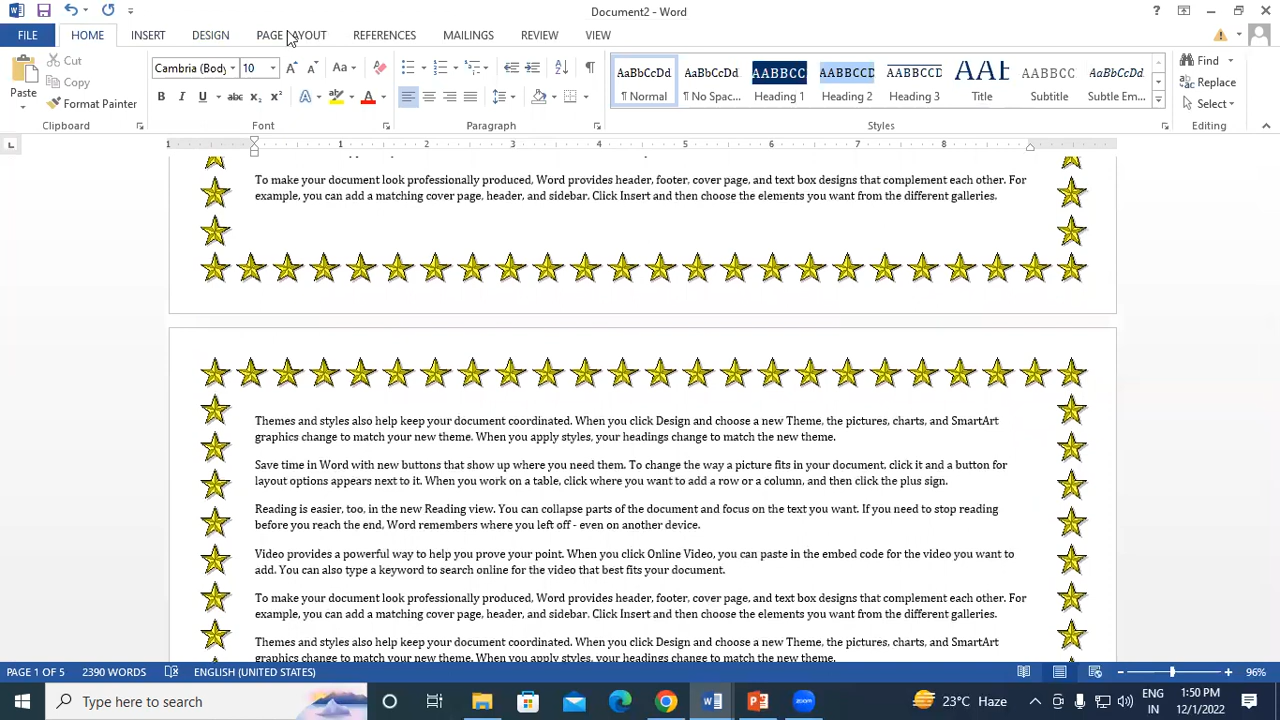 Document2 - Word
FILE HOME INSERT DESIGN PAGE LAYOUT REFERENCES MAILINGS REVIEW VIEW
Cut
Copy
Format Painter
Paste
Clipboard
Cambria (Body 10
Font
Paragraph
AaBbCcDd AaBbCcDd AABBCC AABBCCD AABBCCD AABBCC AaBbCcDd
¶ Normal ¶ No Spac... Heading 1 Heading 2 Heading 3 Title Subtitle Subtle Em...
Styles
Find
Replace
Select
Editing
1 1 2 3 4 5 6 7 8
To make your document look professionally produced, Word provides header, footer, cover page, and text box designs that complement each other. For
example, you can add a matching cover page, header, and sidebar. Click Insert and then choose the elements you want from the different galleries.
Themes and styles also help keep your document coordinated. When you click Design and choose a new Theme, the pictures, charts, and SmartArt
graphics change to match your new theme. When you apply styles, your headings change to match the new theme.
Save time in Word with new buttons that show up where you need them. To change the way a picture fits in your document, click it and a button for
layout options appears next to it. When you work on a table, click where you want to add a row or a column, and then click the plus sign.
Reading is easier, too, in the new Reading view. You can collapse parts of the document and focus on the text you want. If you need to stop reading
before you reach the end, Word remembers where you left off - even on another device.
Video provides a powerful way to help you prove your point. When you click Online Video, you can paste in the embed code for the video you want to
add. You can also type a keyword to search online for the video that best fits your document.
To make your document look professionally produced, Word provides header, footer, cover page, and text box designs that complement each other. For
example, you can add a matching cover page, header, and sidebar. Click Insert and then choose the elements you want from the different galleries.
Themes and styles also help keep your document coordinated. When you click Design and choose a new Theme, the pictures, charts, and SmartArt
graphics change to match your new theme. When you apply styles, your headings change to match the new theme.
PAGE 1 OF 5 2390 WORDS ENGLISH (UNITED STATES) 96%
Type here to search
23°C Haze
ENG
IN
1:50 PM
12/1/2022